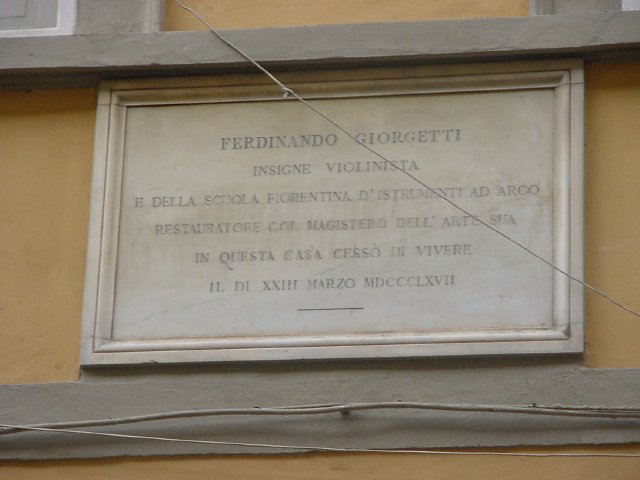 FERDINANDO GIORGETTI
INSIGNE VIOLINISTA
E DELLA SCUOLA FIORENTINA D'ISTRUMENTI AD ARCO
RESTAURATORE COL MAGISTERO DELL'ARTE SUA
IN QUESTA CASA CESSÒ DI VIVERE
IL DI XXIII MARZO MDCCCLXVII